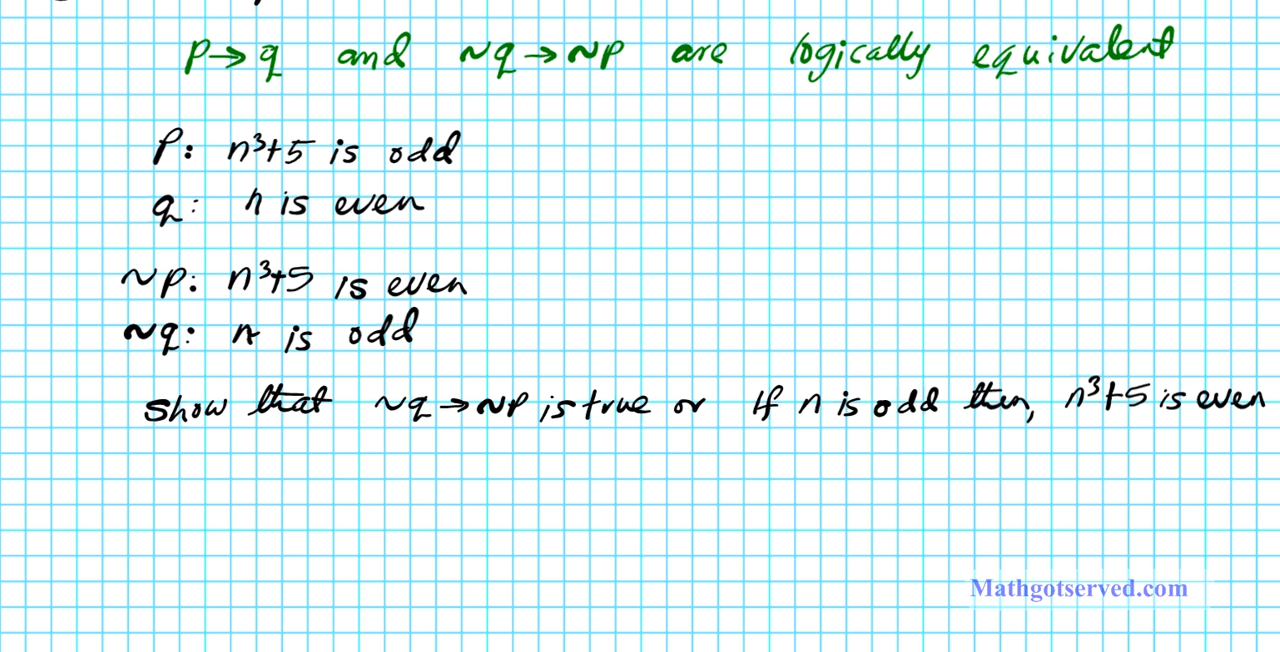 p→q and ~q→~p are logically equivalent
P: n³+5 is odd
q: n is even
~p: n³+5 is even
~q: n is odd
Show that ~q→~p is true or If n is odd then, n³+5 is even
Mathgotserved.com